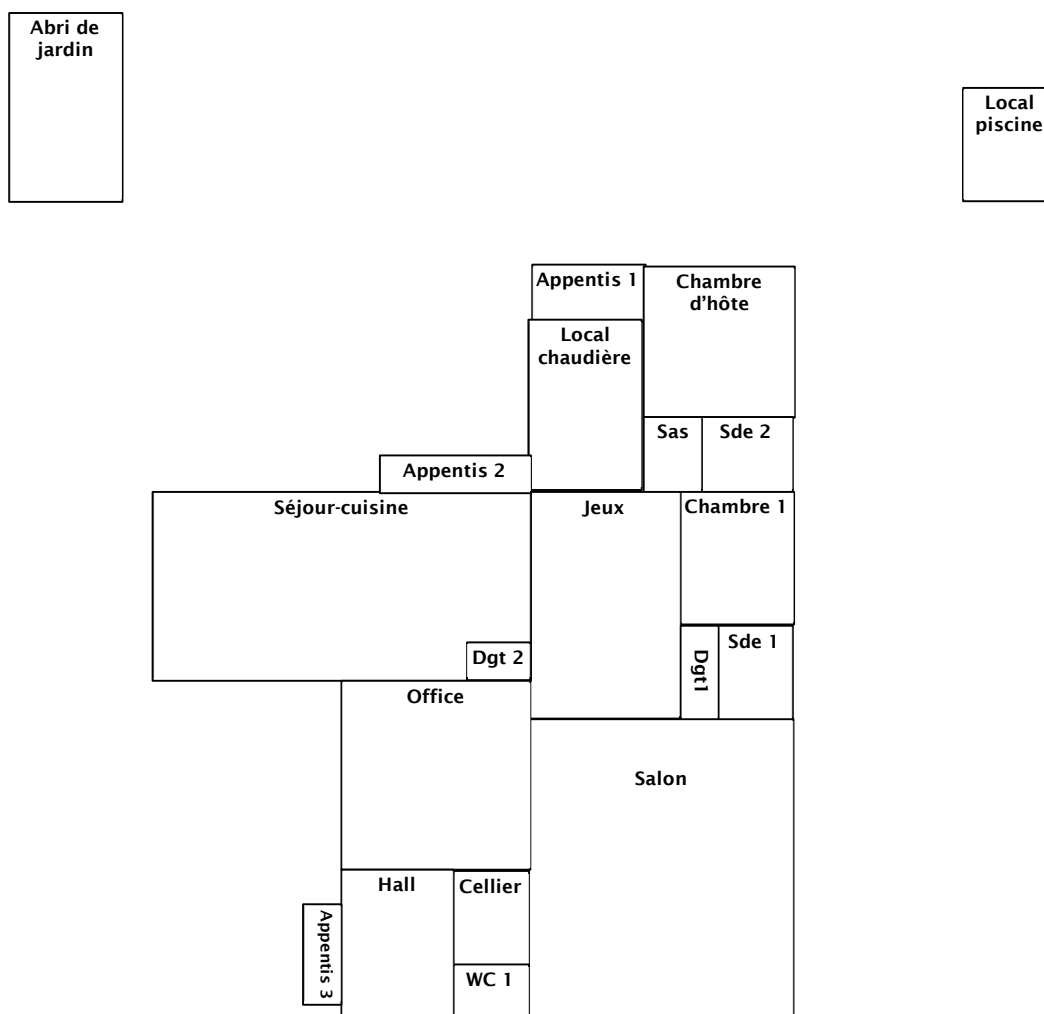 Abri de
jardin
Local
piscine
Appentis 1
Chambre
d'hôte
Local
chaudière
Sas
Sde 2
Appentis 2
Séjour-cuisine
Jeux
Chambre 1
Dgt 2
Dgt1
Sde 1
Office
Salon
Hall
Cellier
Appentis 3
WC 1